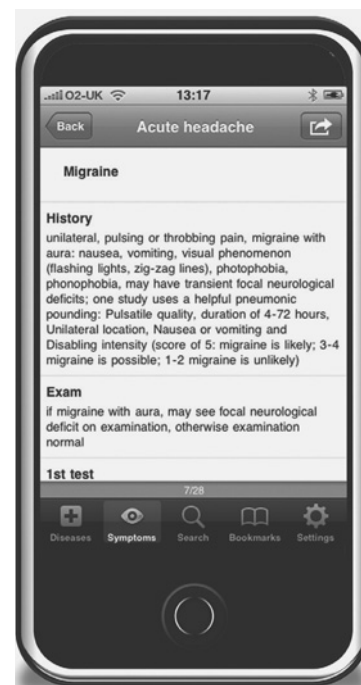 O2-UK 13:17
Back Acute headache
Migraine
History
unilateral, pulsing or throbbing pain, migraine with
aura: nausea, vomiting, visual phenomenon
(flashing lights, zig-zag lines), photophobia,
phonophobia, may have transient focal neurological
deficits; one study uses a helpful pneumonic
pounding: Pulsatile quality, duration of 4-72 hours,
Unilateral location, Nausea or vomiting and
Disabling intensity (score of 5: migraine is likely; 3-4
migraine is possible; 1-2 migraine is unlikely)
Exam
if migraine with aura, may see focal neurological
deficit on examination, otherwise examination
normal
1st test
7/28
Diseases Symptoms Search Bookmarks Settings